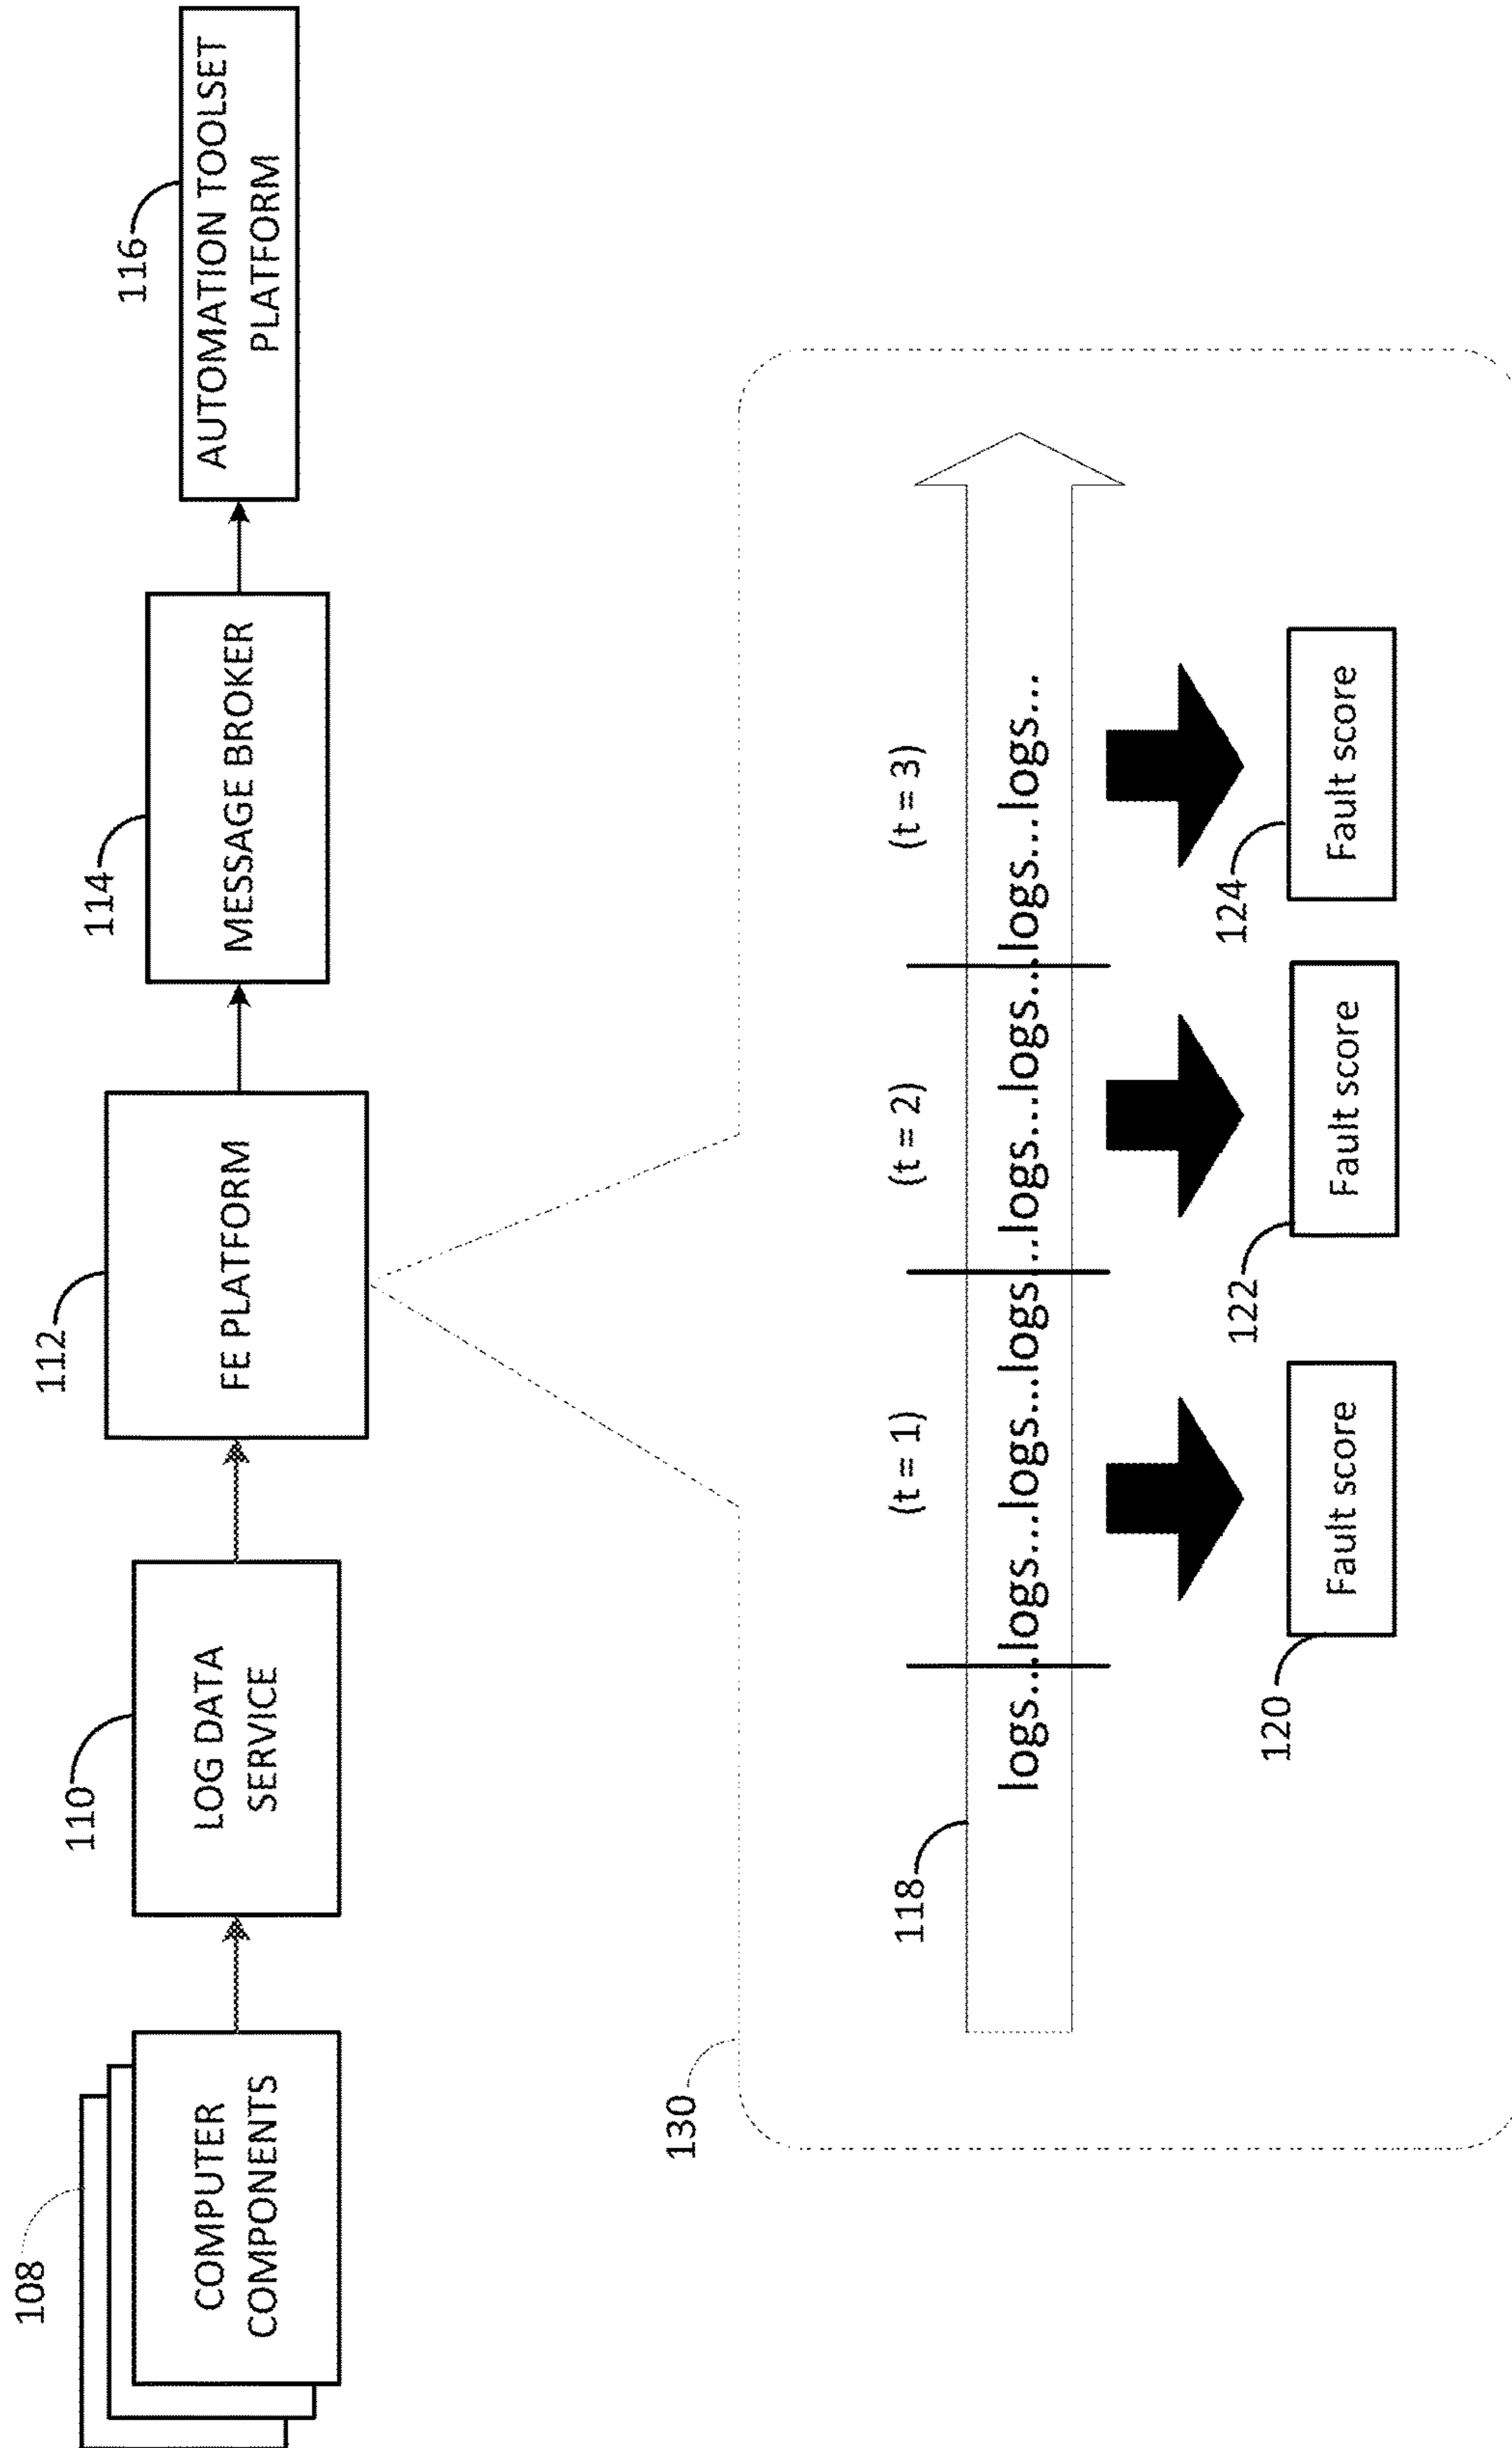 108
COMPUTER
COMPONENTS
110
LOG DATA
SERVICE
112
FE PLATFORM
114
MESSAGE BROKER
116
AUTOMATION TOOLSET
PLATFORM
130
118
(t = 1)
(t = 2)
(t = 3)
logs...logs...logs...logs...logs...logs...logs...logs...
120
Fault score
122
Fault score
124
Fault score